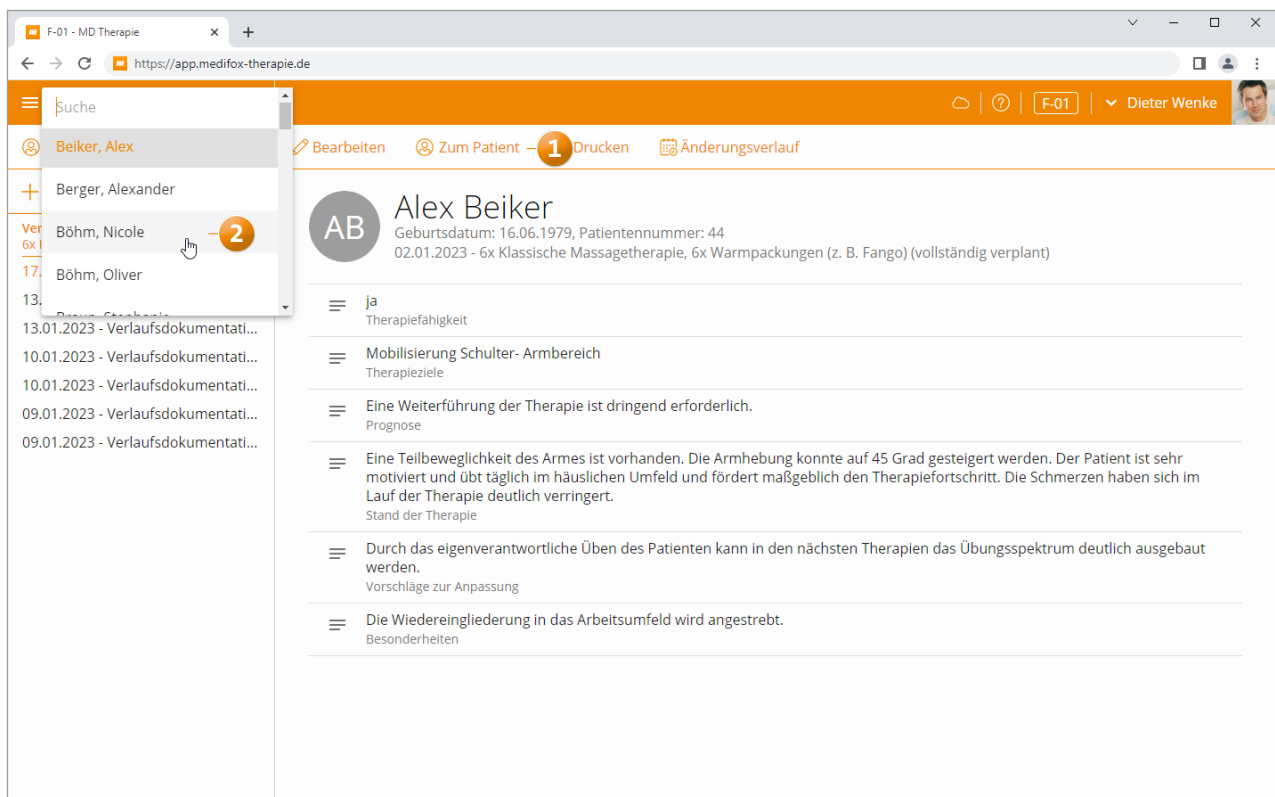 F-01 - MD Therapie
https://app.medifox-therapie.de
Suche
F-01
Dieter Wenke
Beiker, Alex
Bearbeiten
Zum Patient
1
Drucken
Änderungsverlauf
Berger, Alexander
Böhm, Nicole
2
Böhm, Oliver
Braun, Stephanie
Ver
6x
17.
13.
13.01.2023 - Verlaufsdokumentati...
10.01.2023 - Verlaufsdokumentati...
10.01.2023 - Verlaufsdokumentati...
09.01.2023 - Verlaufsdokumentati...
09.01.2023 - Verlaufsdokumentati...
AB
Alex Beiker
Geburtsdatum: 16.06.1979, Patientennummer: 44
02.01.2023 - 6x Klassische Massagetherapie, 6x Warmpackungen (z. B. Fango) (vollständig verplant)
ja
Therapiefähigkeit
Mobilisierung Schulter- Armbereich
Therapieziele
Eine Weiterführung der Therapie ist dringend erforderlich.
Prognose
Eine Teilbeweglichkeit des Armes ist vorhanden. Die Armhebung konnte auf 45 Grad gesteigert werden. Der Patient ist sehr
motiviert und übt täglich im häuslichen Umfeld und fördert maßgeblich den Therapiefortschritt. Die Schmerzen haben sich im
Lauf der Therapie deutlich verringert.
Stand der Therapie
Durch das eigenverantwortliche Üben des Patienten kann in den nächsten Therapien das Übungsspektrum deutlich ausgebaut
werden.
Vorschläge zur Anpassung
Die Wiedereingliederung in das Arbeitsumfeld wird angestrebt.
Besonderheiten